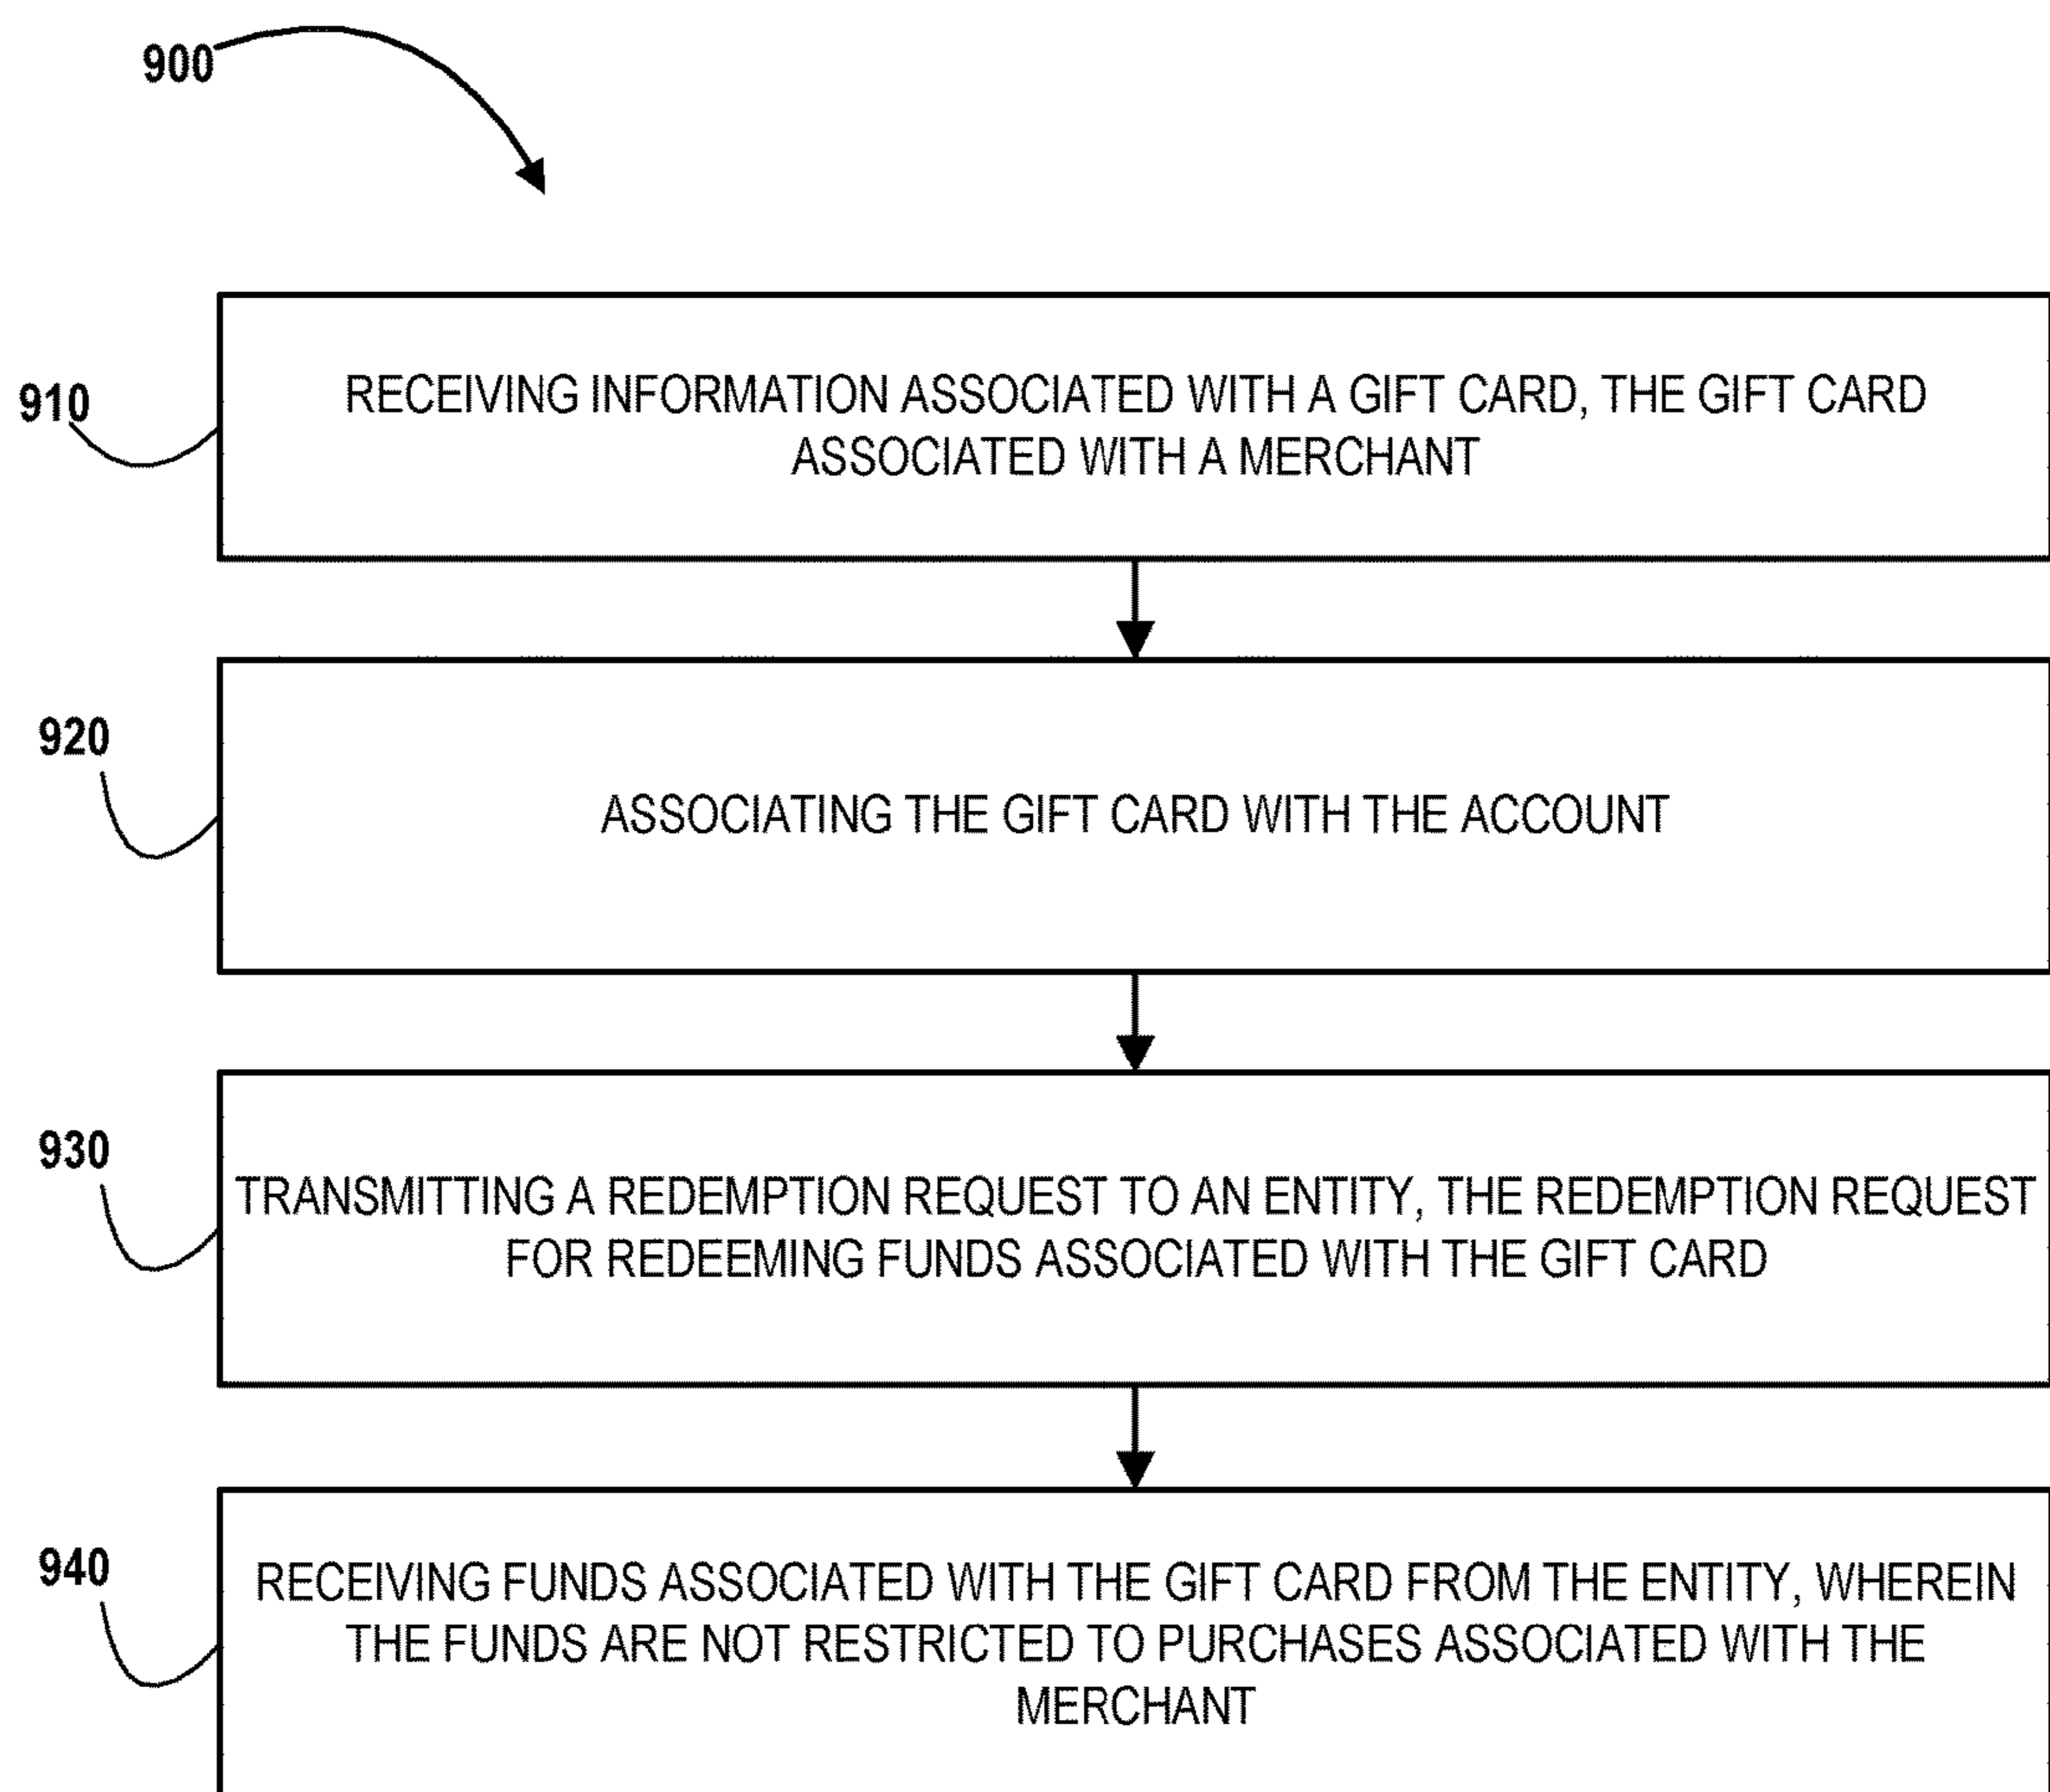 900
910
RECEIVING INFORMATION ASSOCIATED WITH A GIFT CARD, THE GIFT CARD
ASSOCIATED WITH A MERCHANT
920
ASSOCIATING THE GIFT CARD WITH THE ACCOUNT
930
TRANSMITTING A REDEMPTION REQUEST TO AN ENTITY, THE REDEMPTION REQUEST
FOR REDEEMING FUNDS ASSOCIATED WITH THE GIFT CARD
940
RECEIVING FUNDS ASSOCIATED WITH THE GIFT CARD FROM THE ENTITY, WHEREIN
THE FUNDS ARE NOT RESTRICTED TO PURCHASES ASSOCIATED WITH THE
MERCHANT